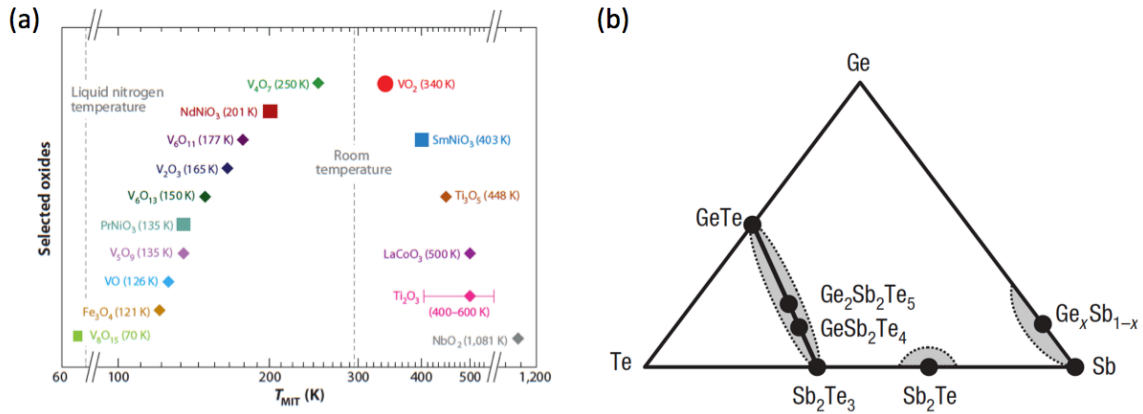 (a)
Selected oxides
Liquid nitrogen
temperature
V₄O₇ (250 K)
VO₂ (340 K)
NdNiO₃ (201 K)
V₆O₁₁ (177 K)
SmNiO₃ (403 K)
Room
temperature
V₂O₃ (165 K)
V₆O₁₃ (150 K)
Ti₃O₅ (448 K)
PrNiO₃ (135 K)
V₅O₉ (135 K)
LaCoO₃ (500 K)
VO (126 K)
Ti₂O₃
(400–600 K)
Fe₃O₄ (121 K)
V₈O₁₅ (70 K)
NbO₂ (1,081 K)
60 100 200 300 400 500 1,200
T_MIT (K)
(b)
Ge
GeTe
Ge₂Sb₂Te₅
GeSb₂Te₄
GeₓSb₁₋ₓ
Te
Sb
Sb₂Te₃
Sb₂Te